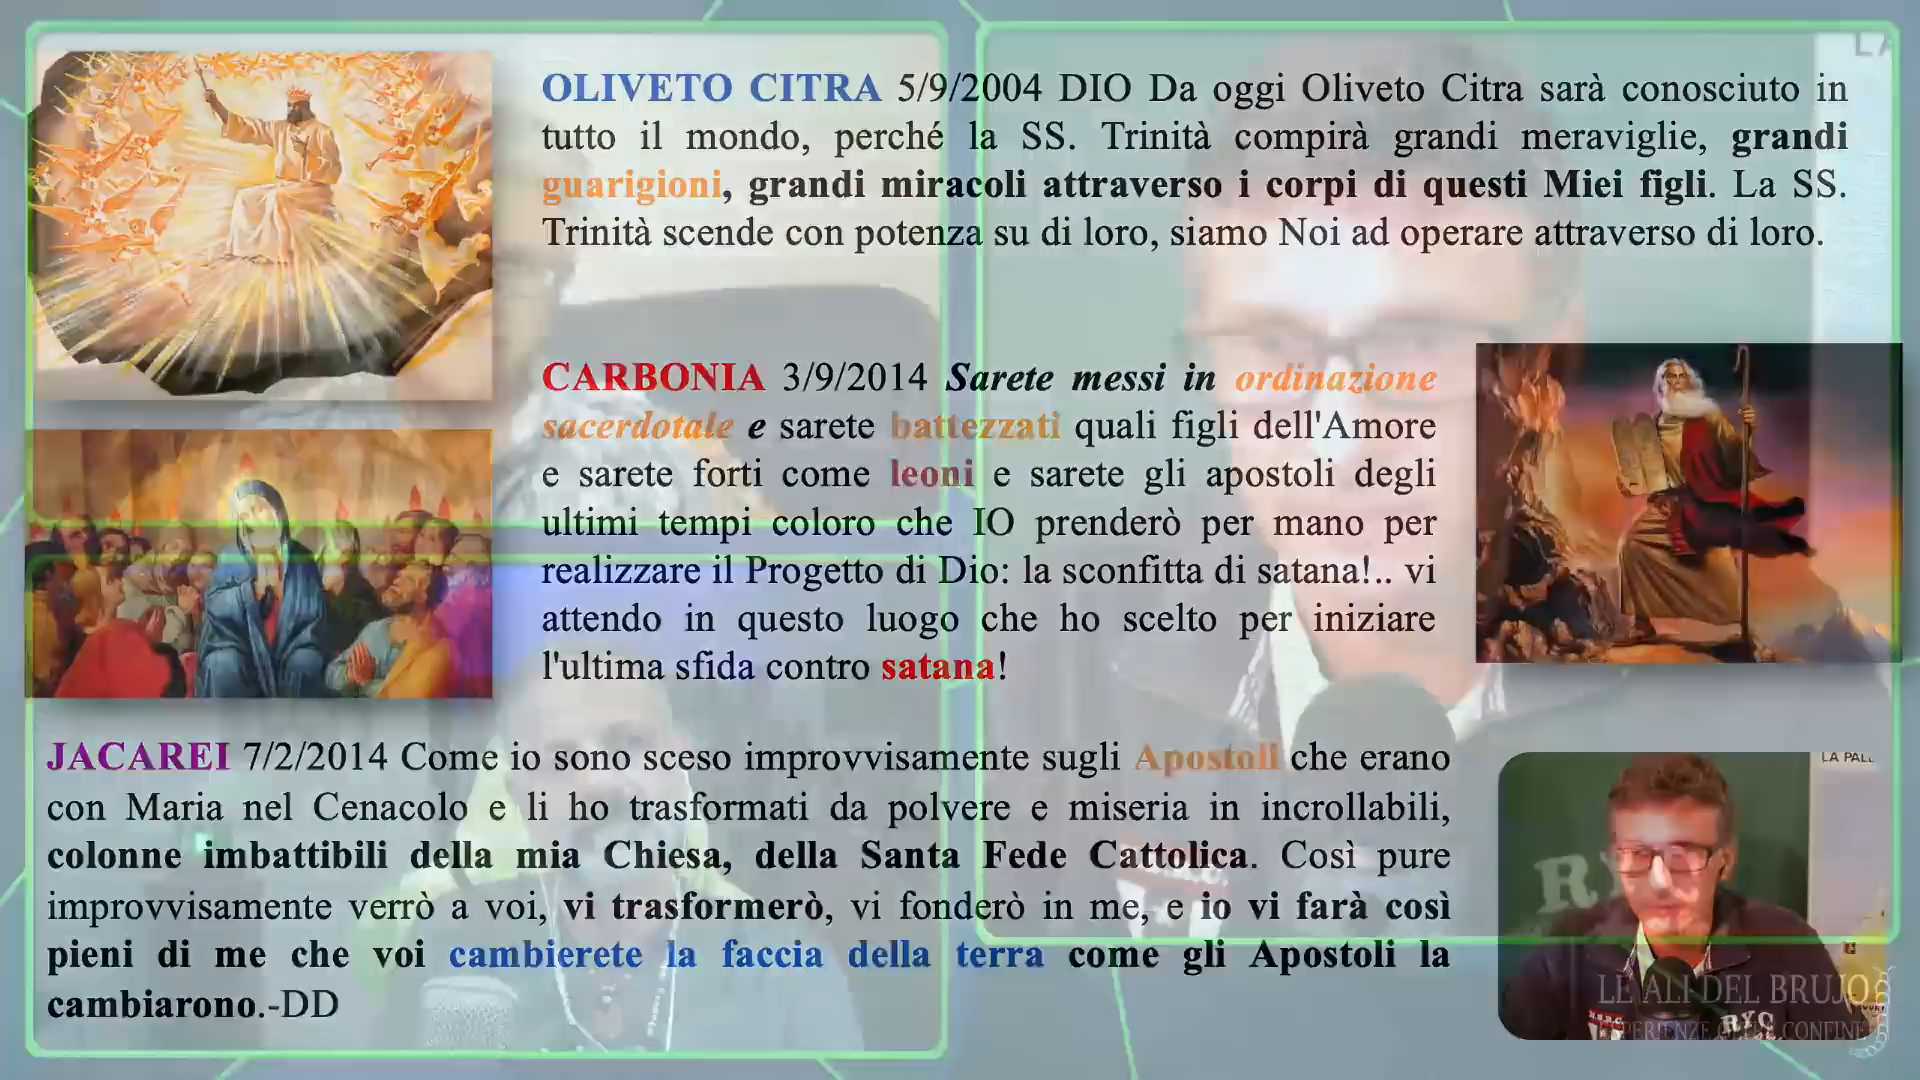 OLIVETO CITRA 5/9/2004 DIO Da oggi Oliveto Citra sarà conosciuto in
tutto il mondo, perché la SS. Trinità compirà grandi meraviglie, grandi
guarigioni, grandi miracoli attraverso i corpi di questi Miei figli. La SS.
Trinità scende con potenza su di loro, siamo Noi ad operare attraverso di loro.
CARBONIA 3/9/2014 Sarete messi in ordinazione
sacerdotale e sarete battezzati quali figli dell'Amore
e sarete forti come leoni e sarete gli apostoli degli
ultimi tempi coloro che IO prenderò per mano per
realizzare il Progetto di Dio: la sconfitta di satana!.. vi
attendo in questo luogo che ho scelto per iniziare
l'ultima sfida contro satana!
JACAREI 7/2/2014 Come io sono sceso improvvisamente sugli Apostoli che erano
con Maria nel Cenacolo e li ho trasformati da polvere e miseria in incrollabili,
colonne imbattibili della mia Chiesa, della Santa Fede Cattolica. Così pure
improvvisamente verrò a voi, vi trasformerò, vi fonderò in me, e io vi farà così
pieni di me che voi cambierete la faccia della terra come gli Apostoli la
cambiarono.-DD
LA
LA PALL
LE ALI DEL BRUJO
RYC